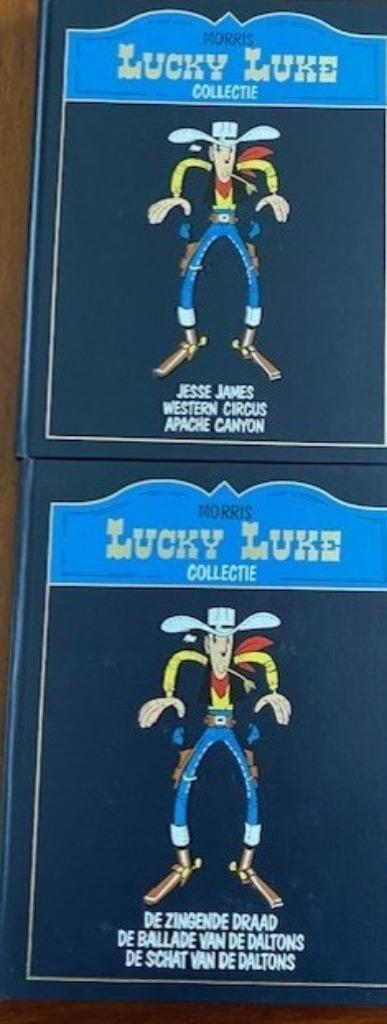 MORRIS
LUCKY LUKE
COLLECTIE
JESSE JAMES
WESTERN CIRCUS
APACHE CANYON
MORRIS
LUCKY LUKE
COLLECTIE
DE ZINGENDE DRAAD
DE BALLADE VAN DE DALTONS
DE SCHAT VAN DE DALTONS